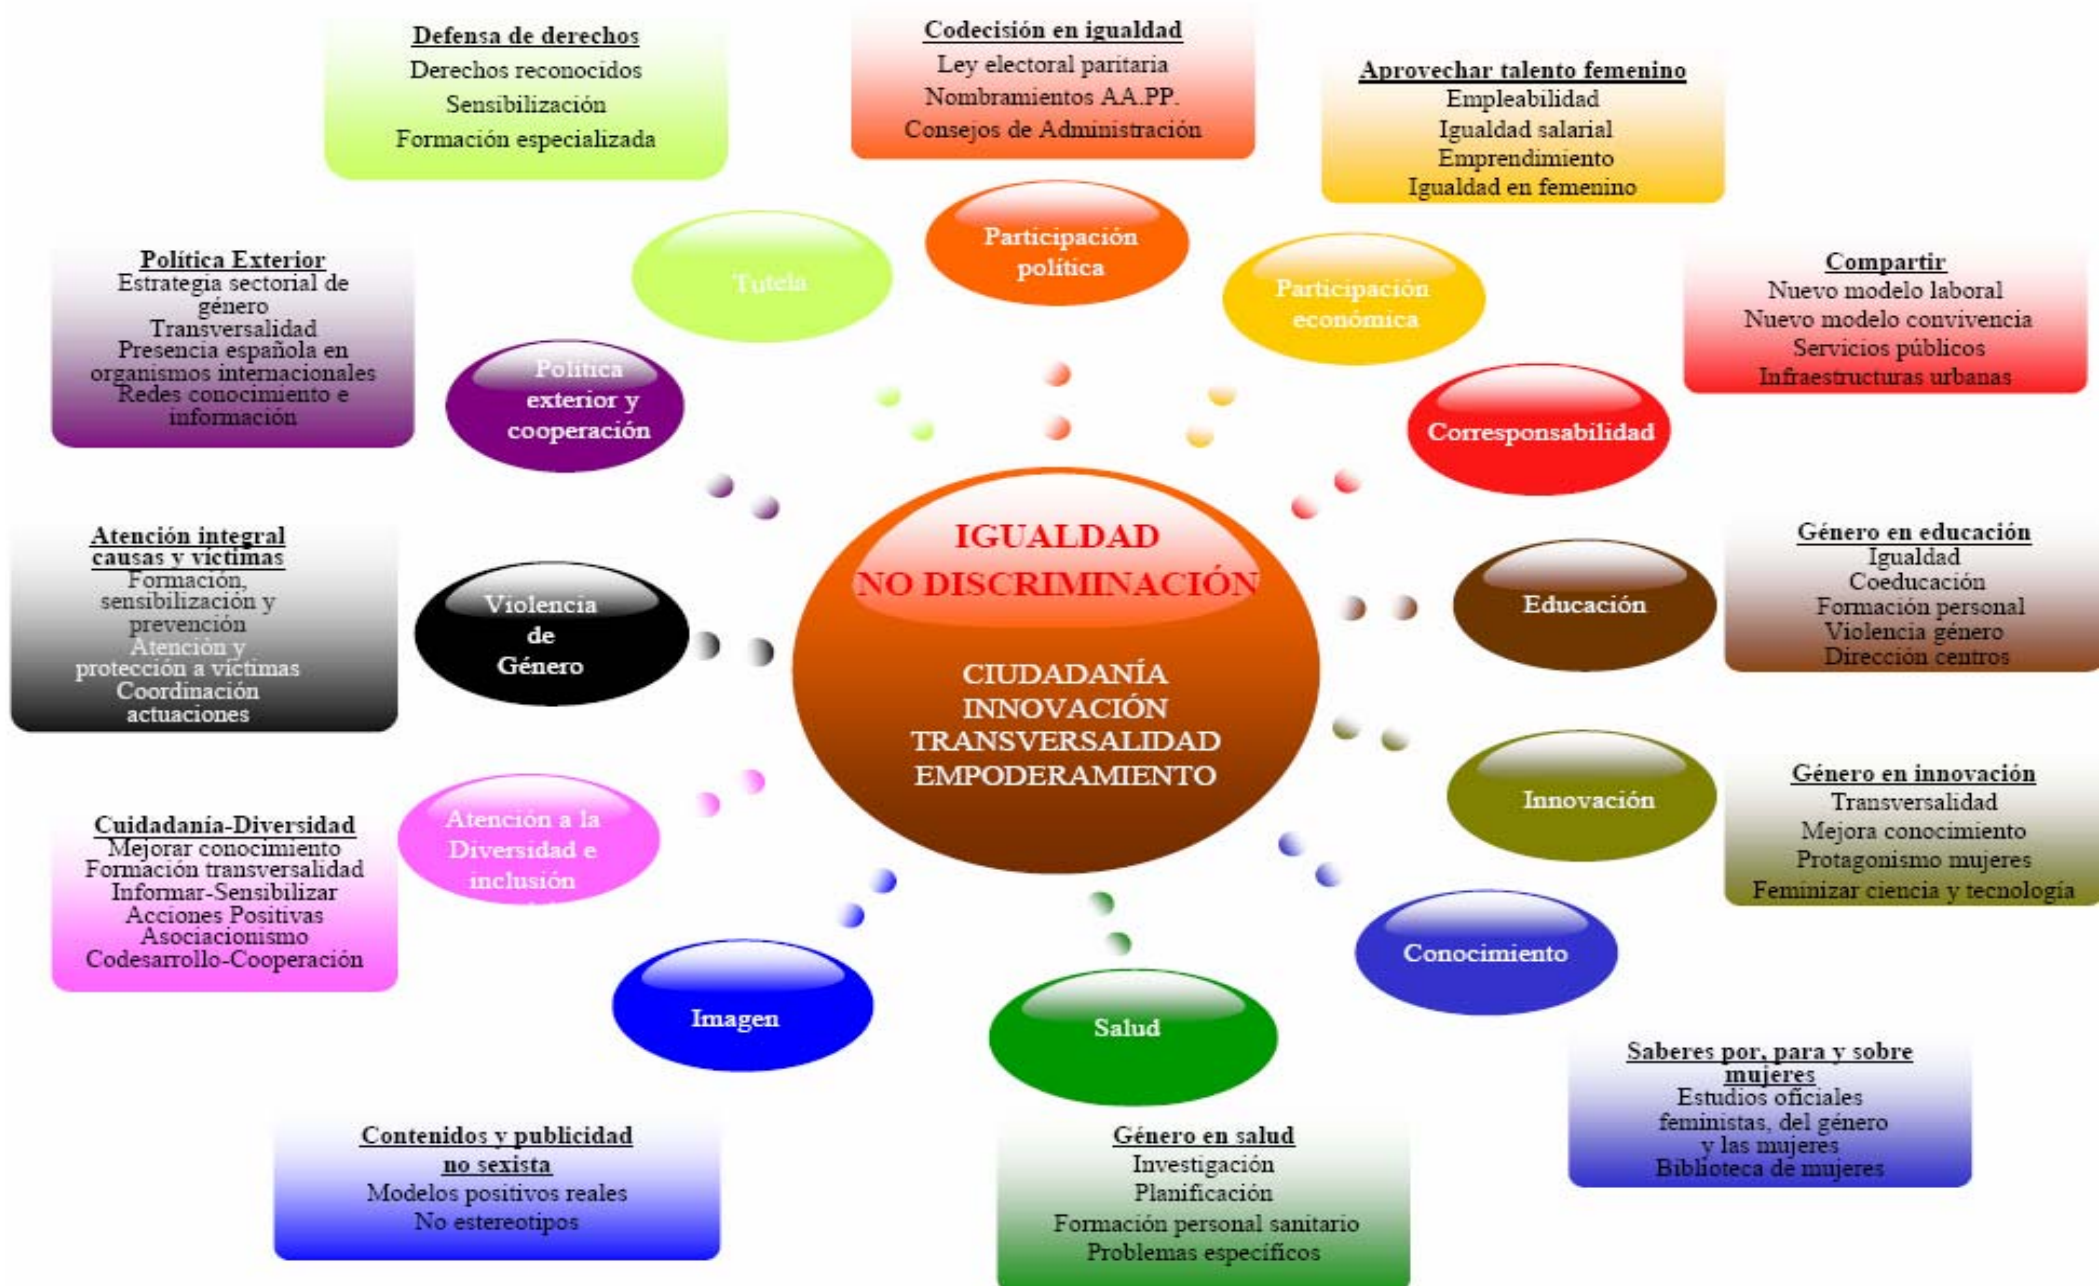 Defensa de derechos
Derechos reconocidos
Sensibilización
Formación especializada
Codecisión en igualdad
Ley electoral paritaria
Nombramientos AA.PP.
Consejos de Administración
Aprovechar talento femenino
Empleabilidad
Igualdad salarial
Emprendimiento
Igualdad en femenino
Tutela
Participación
política
Participación
económica
Política Exterior
Estrategia sectorial de
género
Transversalidad
Presencia española en
organismos internacionales
Redes conocimiento e
información
Política
exterior y
cooperación
Corresponsabilidad
Compartir
Nuevo modelo laboral
Nuevo modelo convivencia
Servicios públicos
Infraestructuras urbanas
IGUALDAD
NO DISCRIMINACIÓN
CIUDADANÍA
INNOVACIÓN
TRANSVERSALIDAD
EMPODERAMIENTO
Atención integral
causas y víctimas
Formación,
sensibilización y
prevención
Atención y
protección a víctimas
Coordinación
actuaciones
Violencia
de
Género
Educación
Género en educación
Igualdad
Coeducación
Formación personal
Violencia género
Dirección centros
Cuidadanía-Diversidad
Mejorar conocimiento
Formación transversalidad
Informar-Sensibilizar
Acciones Positivas
Asociacionismo
Codesarrollo-Cooperación
Atención a la
Diversidad e
inclusión
Innovación
Género en innovación
Transversalidad
Mejora conocimiento
Protagonismo mujeres
Feminizar ciencia y tecnología
Imagen
Salud
Conocimiento
Contenidos y publicidad
no sexista
Modelos positivos reales
No estereotipos
Género en salud
Investigación
Planificación
Formación personal sanitario
Problemas específicos
Saberes por, para y sobre
mujeres
Estudios oficiales
feministas, del género
y las mujeres
Biblioteca de mujeres